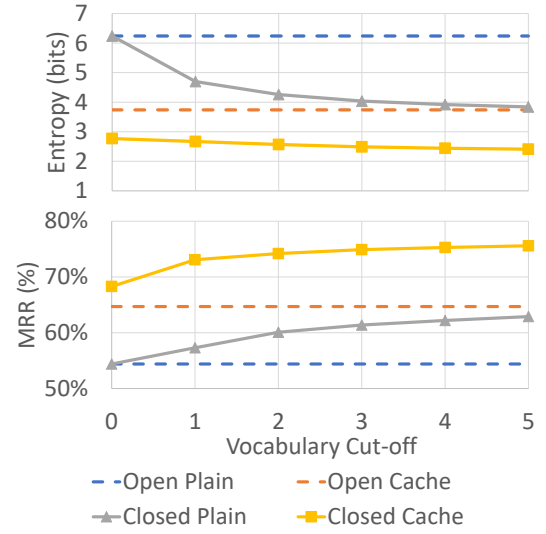 7
6
5
4
3
2
1
Entropy (bits)
80%
70%
60%
50%
MRR (%)
0 1 2 3 4 5
Vocabulary Cut-off
Open Plain Open Cache
Closed Plain Closed Cache